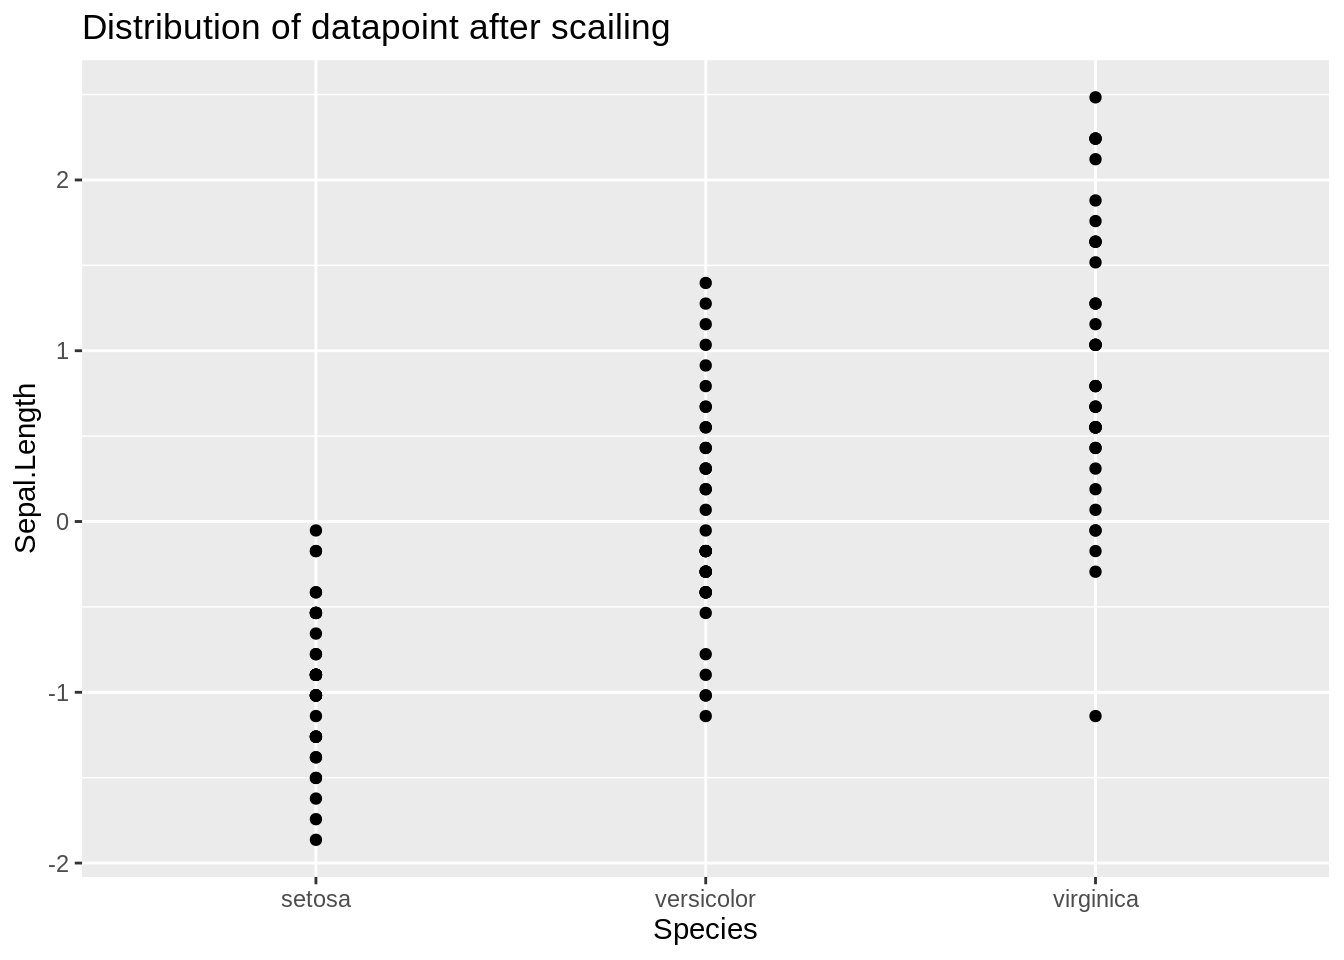 Distribution of datapoint after scailing
Sepal.Length
2
1
0
-1
-2
setosa versicolor virginica
Species